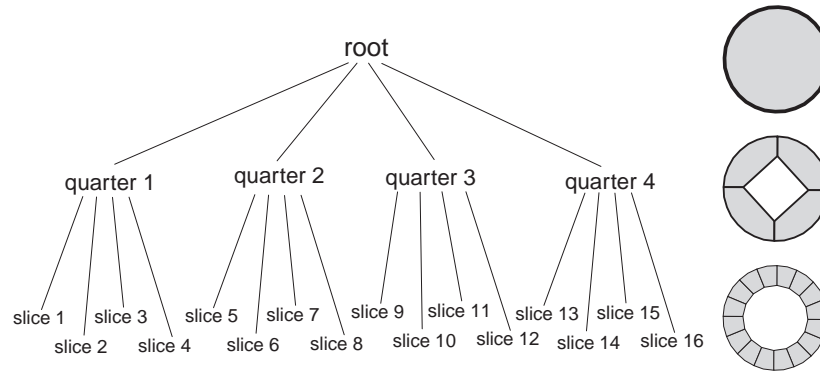 root
quarter 1 quarter 2 quarter 3 quarter 4
slice 1 slice 3 slice 5 slice 7 slice 9 slice 11 slice 13 slice 15
slice 2 slice 4 slice 6 slice 8 slice 10 slice 12 slice 14 slice 16